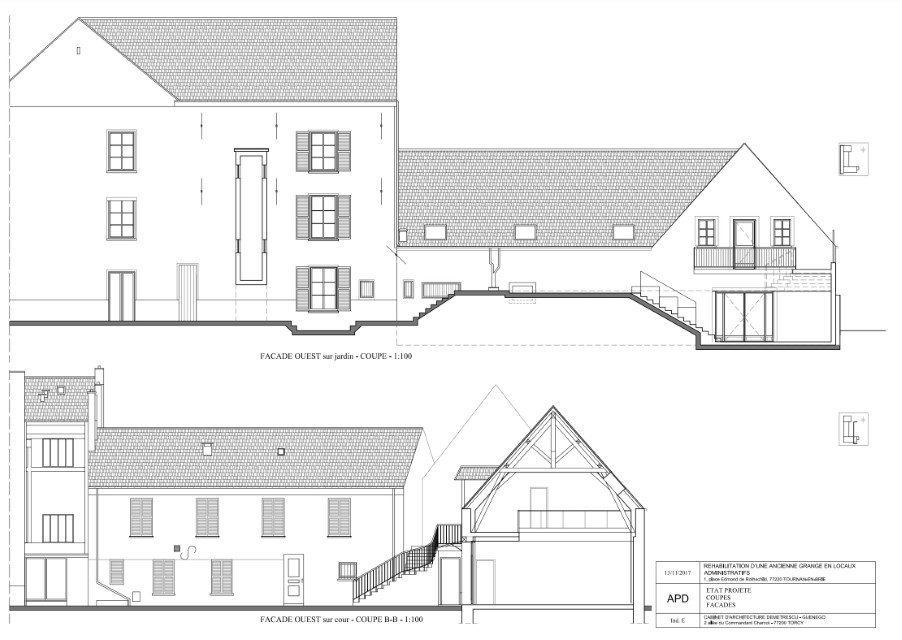 FACADE OUEST sur jardin - COUPE - 1:100
FACADE OUEST sur cour - COUPE B-B - 1:100
13/11/2017
REHABILITATION D'UNE ANCIENNE GRANGE EN LOCAUX
ADMINISTRATIFS
1, place Edmond de Rothschild, 77220 TOURNAN-EN-BRIE
APD
ETAT PROJETE
COUPES
FACADES
Ind. E
CABINET D'ARCHITECTURE DEMETRESCU - GUENEGO
2 allée du Commandant Charcot - 77200 TORCY